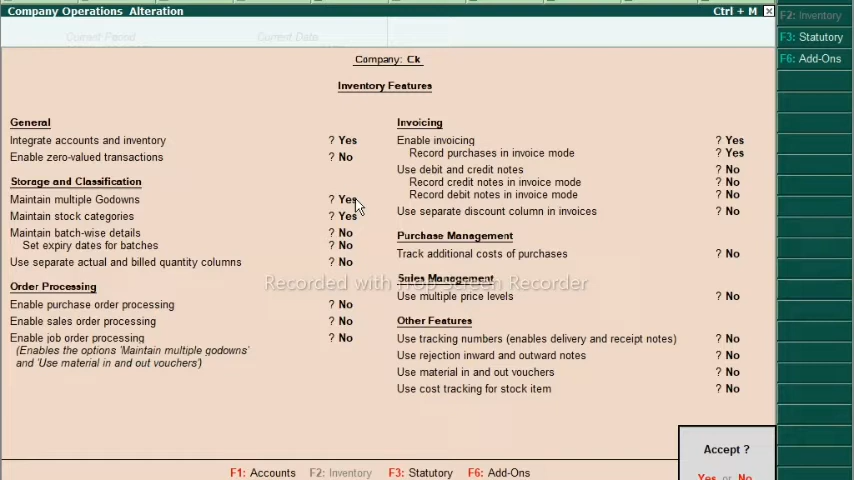 Company Operations Alteration
Ctrl + M
F2: Inventory
F3: Statutory
F6: Add-Ons
Current Period
Current Date
Company: Ck
Inventory Features
General
Integrate accounts and inventory ? Yes
Enable zero-valued transactions ? No
Storage and Classification
Maintain multiple Godowns ? Yes
Maintain stock categories ? Yes
Maintain batch-wise details ? No
Set expiry dates for batches ? No
Use separate actual and billed quantity columns ? No
Order Processing
Enable purchase order processing ? No
Enable sales order processing ? No
Enable job order processing ? No
(Enables the options 'Maintain multiple godowns'
and 'Use material in and out vouchers')
Invoicing
Enable invoicing ? Yes
Record purchases in invoice mode ? Yes
Use debit and credit notes ? No
Record credit notes in invoice mode ? No
Record debit notes in invoice mode ? No
Use separate discount column in invoices ? No
Purchase Management
Track additional costs of purchases ? No
Sales Management
Use multiple price levels ? No
Other Features
Use tracking numbers (enables delivery and receipt notes) ? No
Use rejection inward and outward notes ? No
Use material in and out vouchers ? No
Use cost tracking for stock item ? No
Recorded with iTop Screen Recorder
Accept ?
Yes or No
F1: Accounts F2: Inventory F3: Statutory F6: Add-Ons